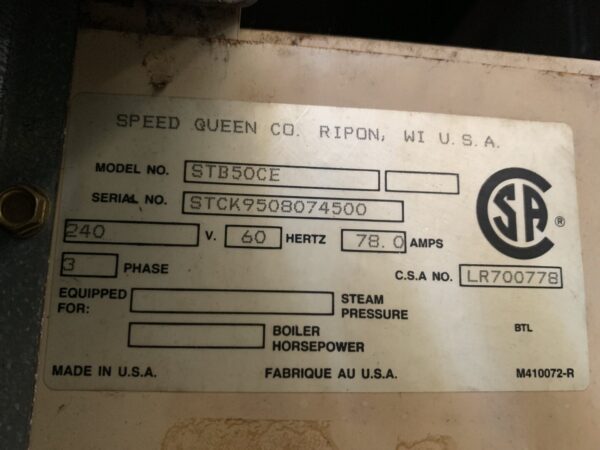 SPEED QUEEN CO. RIPON, WI U.S.A.
MODEL NO. STB50CE
SERIAL NO. STCK9508074500
240 V. 60 HERTZ 78.0 AMPS
3 PHASE
C.S.A NO. LR700778
EQUIPPED FOR: STEAM PRESSURE
BOILER HORSEPOWER
BTL
MADE IN U.S.A. FABRIQUE AU U.S.A. M410072-R
CSA ®